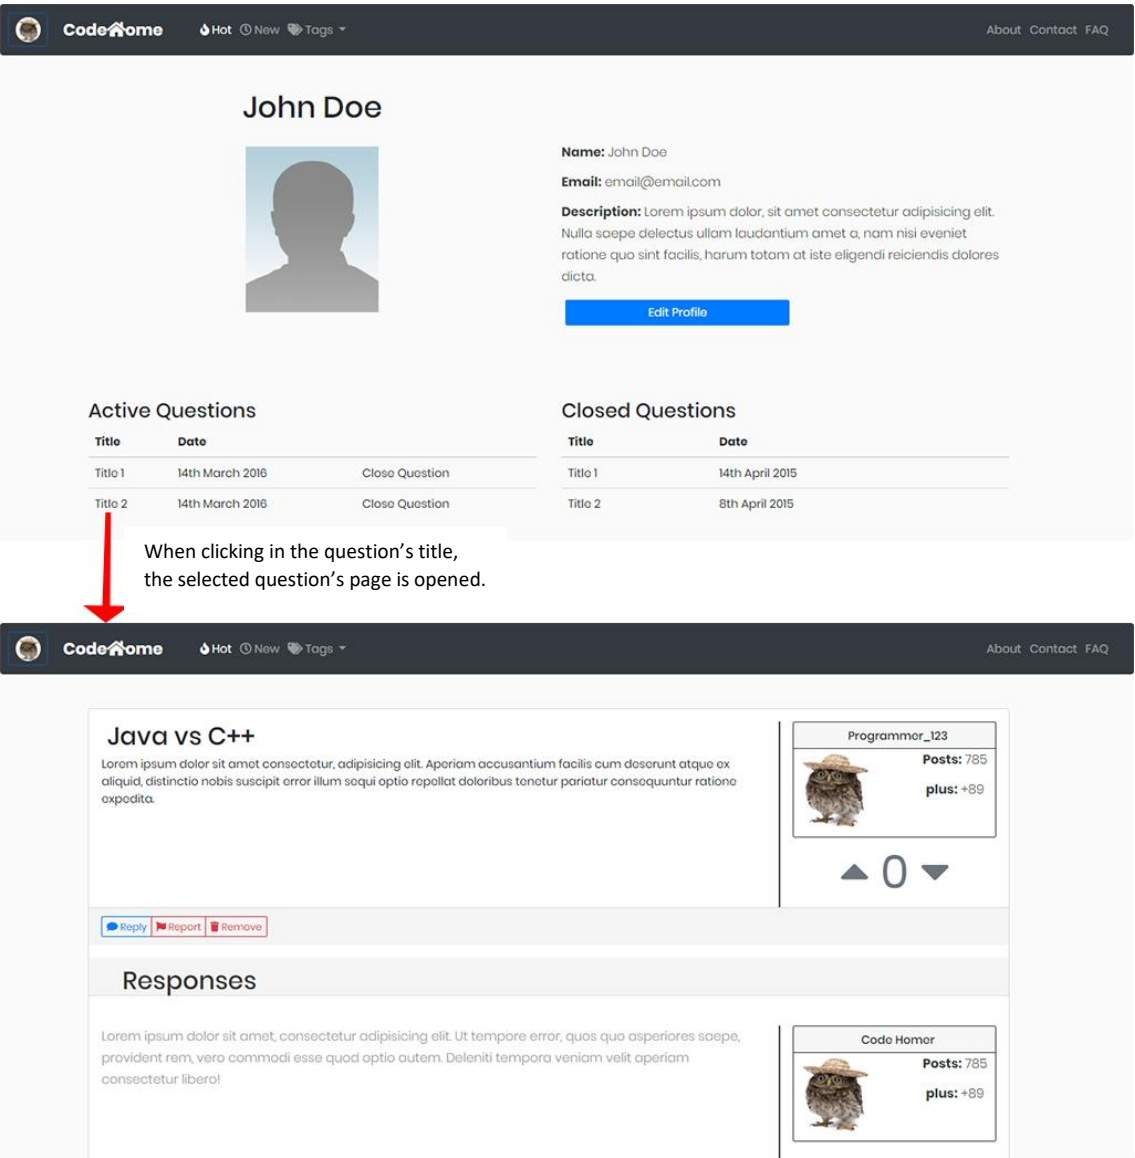 CodeHome Hot New Tags About Contact FAQ
John Doe
Name: John Doe
Email: email@email.com
Description: Lorem ipsum dolor, sit amet consectetur adipisicing elit.
Nulla saepe delectus ullam laudantium amet a, nam nisi eveniet
ratione quo sint facilis, harum totam at iste eligendi reiciendis dolores
dicta.
Edit Profile
Active Questions
Title Date
Title 1 14th March 2016 Close Question
Title 2 14th March 2016 Close Question
Closed Questions
Title Date
Title 1 14th April 2015
Title 2 8th April 2015
When clicking in the question’s title,
the selected question’s page is opened.
CodeHome Hot New Tags About Contact FAQ
Java vs C++
Lorem ipsum dolor sit amet consectetur, adipisicing elit. Aperiam accusantium facilis cum deserunt atque ex
aliquid, distinctio nobis suscipit error illum sequi optio repellat doloribus tenetur pariatur consequuntur ratione
expedita.
Programmer_123
Posts: 785
plus: +89
0
Reply Report Remove
Responses
Lorem ipsum dolor sit amet, consectetur adipisicing elit. Ut tempore error, quos quo asperiores saepe,
provident rem, vero commodi esse quod optio autem. Deleniti tempora veniam velit aperiam
consectetur libero!
Code Homer
Posts: 785
plus: +89